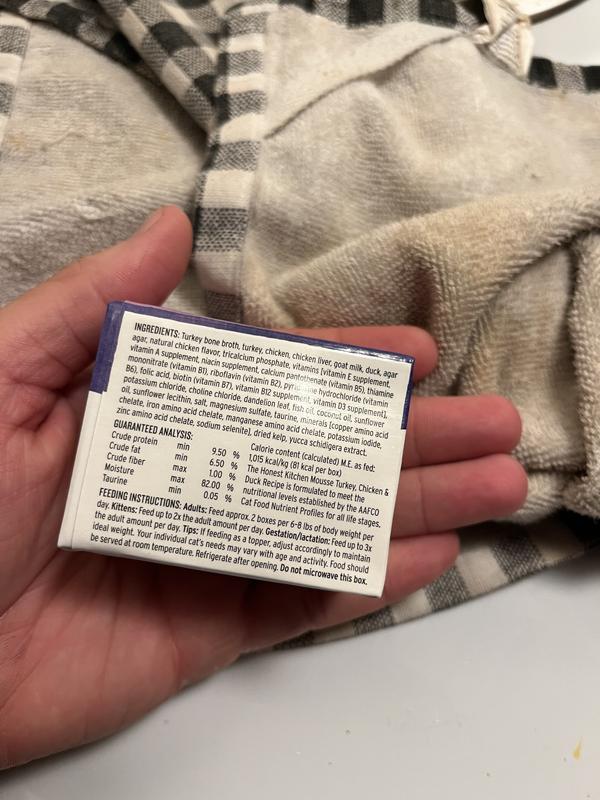 INGREDIENTS: Turkey bone broth, turkey, chicken, chicken liver, goat milk, duck, agar
agar, natural chicken flavor, tricalcium phosphate, vitamins [vitamin E supplement,
vitamin A supplement, niacin supplement, calcium pantothenate (vitamin B5), thiamine
mononitrate (vitamin B1), riboflavin (vitamin B2), pyridoxine hydrochloride (vitamin
B6), folic acid, biotin (vitamin B7), vitamin B12 supplement, vitamin D3 supplement],
potassium chloride, choline chloride, dandelion leaf, fish oil, coconut oil, sunflower
oil, sunflower lecithin, salt, magnesium sulfate, taurine, minerals [copper amino acid
chelate, iron amino acid chelate, manganese amino acid chelate, potassium iodide,
zinc amino acid chelate, sodium selenite], dried kelp, yucca schidigera extract.
GUARANTEED ANALYSIS:
Crude protein min 9.50 %
Crude fat min 6.50 %
Crude fiber max 1.00 %
Moisture max 82.00 %
Taurine min 0.05 %
Calorie content (calculated) M.E. as fed:
1,015 kcal/kg (81 kcal per box)
The Honest Kitchen Mousse Turkey, Chicken &
Duck Recipe is formulated to meet the
nutritional levels established by the AAFCO
Cat Food Nutrient Profiles for all life stages.
FEEDING INSTRUCTIONS: Adults: Feed approx. 2 boxes per 6-8 lbs of body weight per
day. Kittens: Feed up to 2x the adult amount per day. Gestation/lactation: Feed up to 3x
the adult amount per day. Tips: If feeding as a topper, adjust accordingly to maintain
ideal weight. Your individual cat's needs may vary with age and activity. Food should
be served at room temperature. Refrigerate after opening. Do not microwave this box.